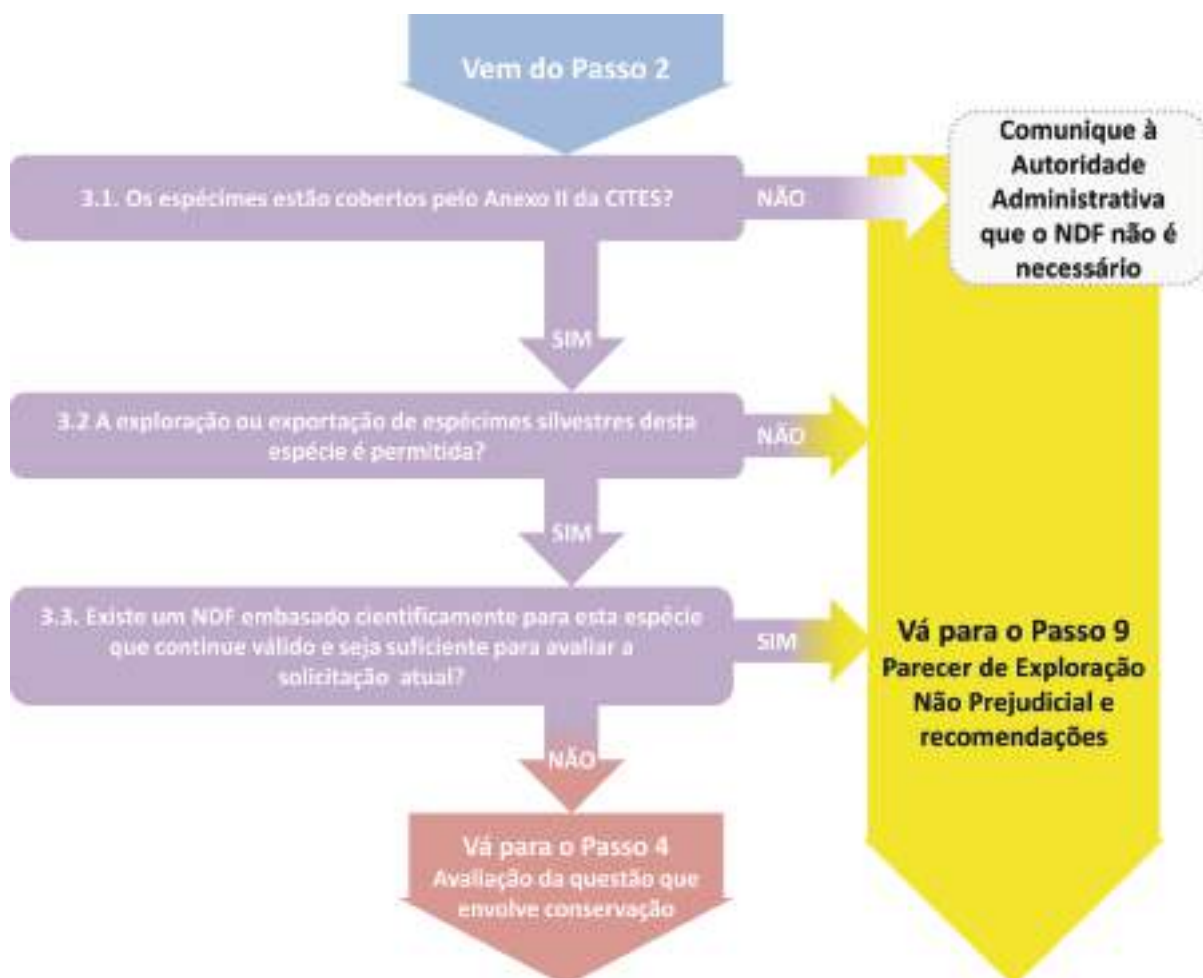 Vem do Passo 2
3.1. Os espécimes estão cobertos pelo Anexo II da CITES?
NÃO
Comunique à
Autoridade
Administrativa
que o NDF não é
necessário
SIM
3.2 A exploração ou exportação de espécimes silvestres desta
espécie é permitida?
NÃO
SIM
3.3. Existe um NDF embasado cientificamente para esta espécie
que continue válido e seja suficiente para avaliar a
solicitação atual?
SIM
Vá para o Passo 9
Parecer de Exploração
Não Prejudicial e
recomendações
NÃO
Vá para o Passo 4
Avaliação da questão que
envolve conservação